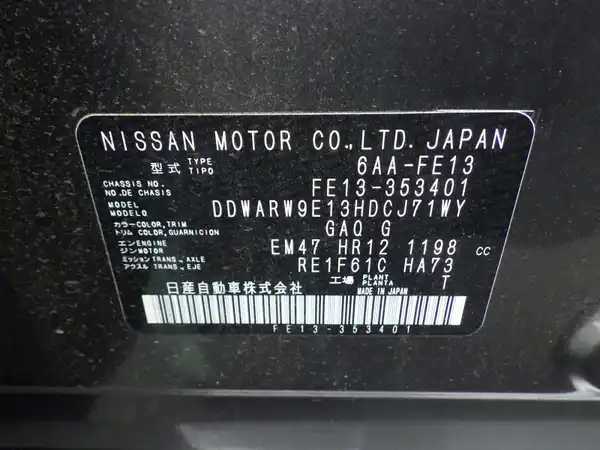 NISSAN MOTOR CO.,LTD. JAPAN
型式 TYPE TIPO 6AA-FE13
CHASSIS NO. NO.DE CHASIS FE13-353401
MODEL MODELO DDWARW9E13HDCJ71WY
カラー COLOR,TRIM トリム COLOR,GUARNICION GAQ G
エンエンジン ENGINE MOTOR EM47 HR12 1198 CC
ミッション TRANS.,AXLE アクスル TRANS.,EJE RE1F61C HA73
工場 PLANT PLANTA T
日産自動車株式会社 MADE IN JAPAN
FE13-353401